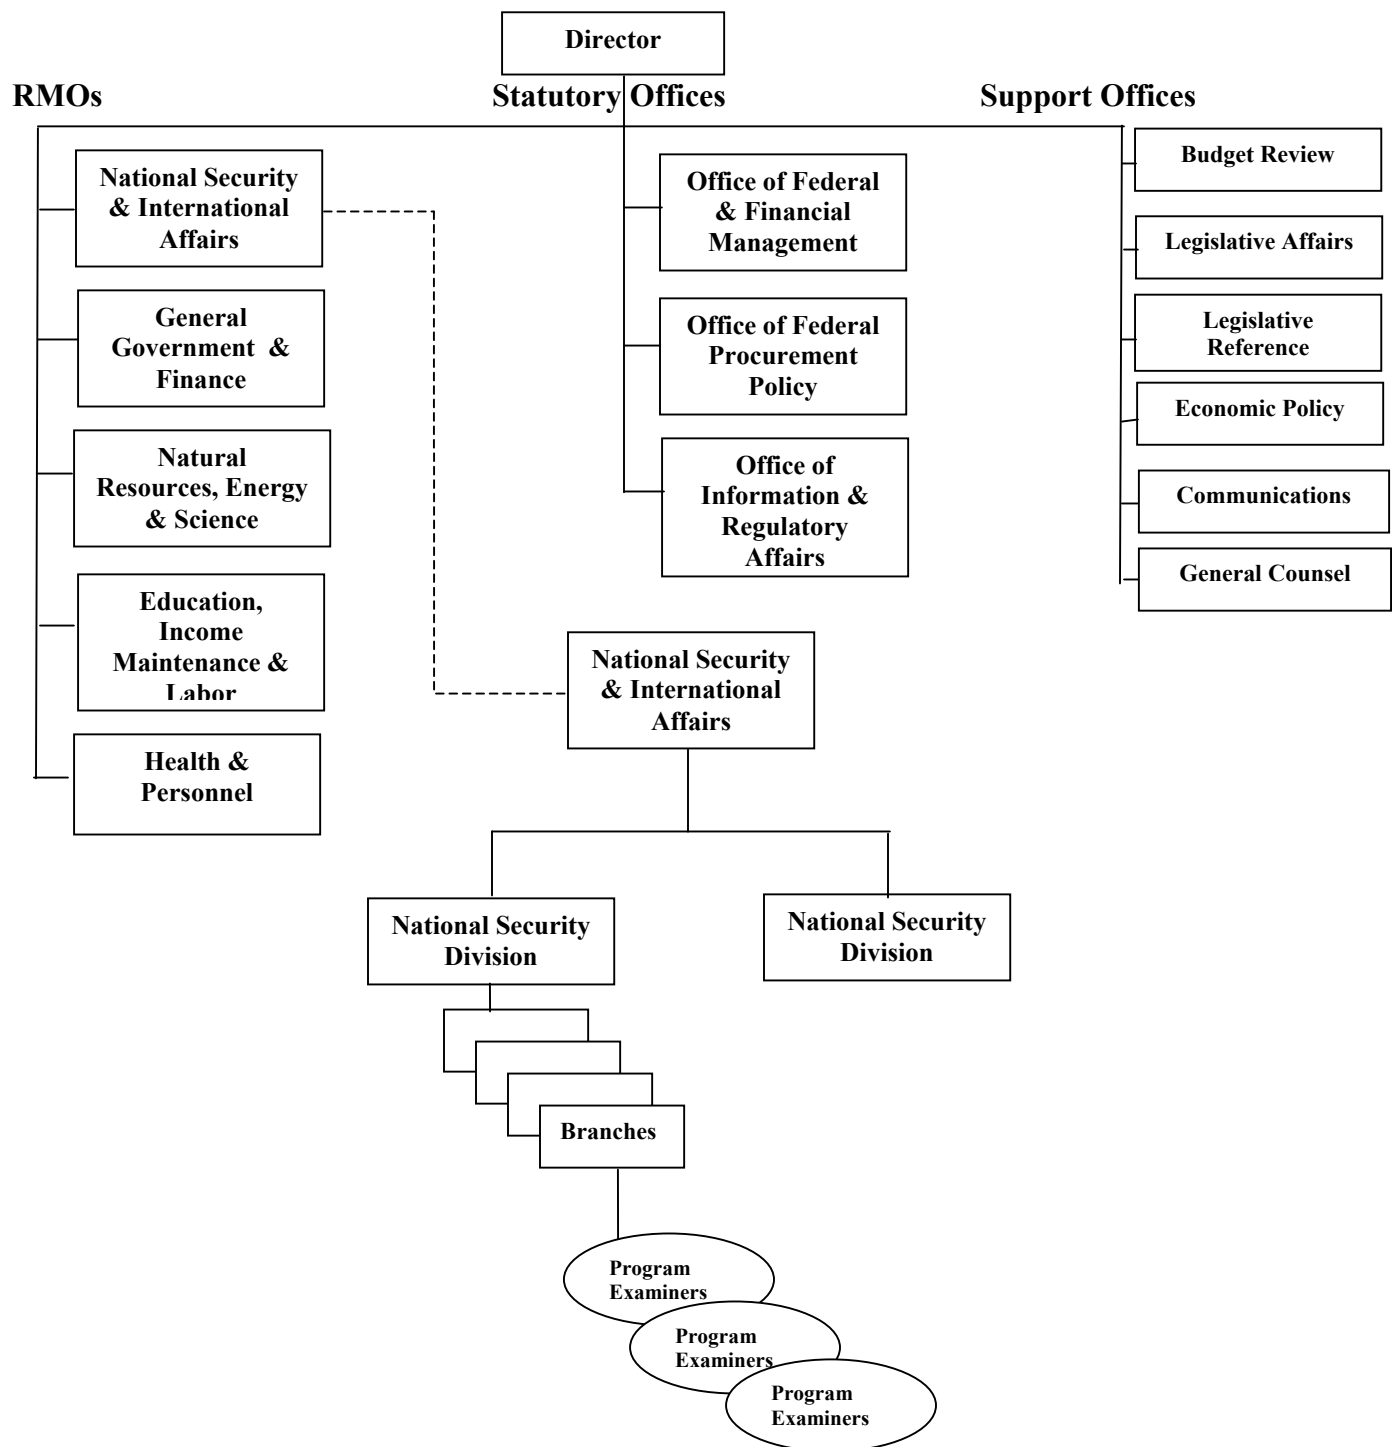 Director
RMOs
Statutory Offices
Support Offices
National Security
& International
Affairs
General
Government &
Finance
Natural
Resources, Energy
& Science
Education,
Income
Maintenance &
Labor
Health &
Personnel
Office of Federal
& Financial
Management
Office of Federal
Procurement
Policy
Office of
Information &
Regulatory
Affairs
Budget Review
Legislative Affairs
Legislative
Reference
Economic Policy
Communications
General Counsel
National Security
& International
Affairs
National Security
Division
National Security
Division
Branches
Program
Examiners
Program
Examiners
Program
Examiners